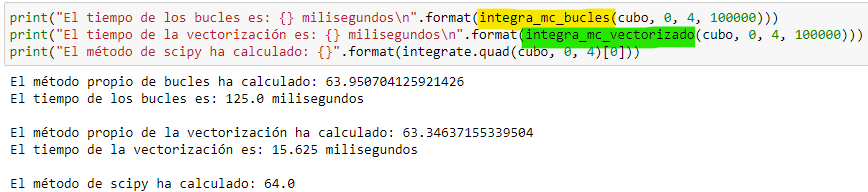 print("El tiempo de los bucles es: {} milisegundos\n".format(integra_mc_bucles(cubo, 0, 4, 100000)))
print("El tiempo de la vectorización es: {} milisegundos\n".format(integra_mc_vectorizado(cubo, 0, 4, 100000)))
print("El método de scipy ha calculado: {}".format(integrate.quad(cubo, 0, 4)[0]))
El método propio de bucles ha calculado: 63.950704125921426
El tiempo de los bucles es: 125.0 milisegundos
El método propio de la vectorización ha calculado: 63.34637155339504
El tiempo de la vectorización es: 15.625 milisegundos
El método de scipy ha calculado: 64.0